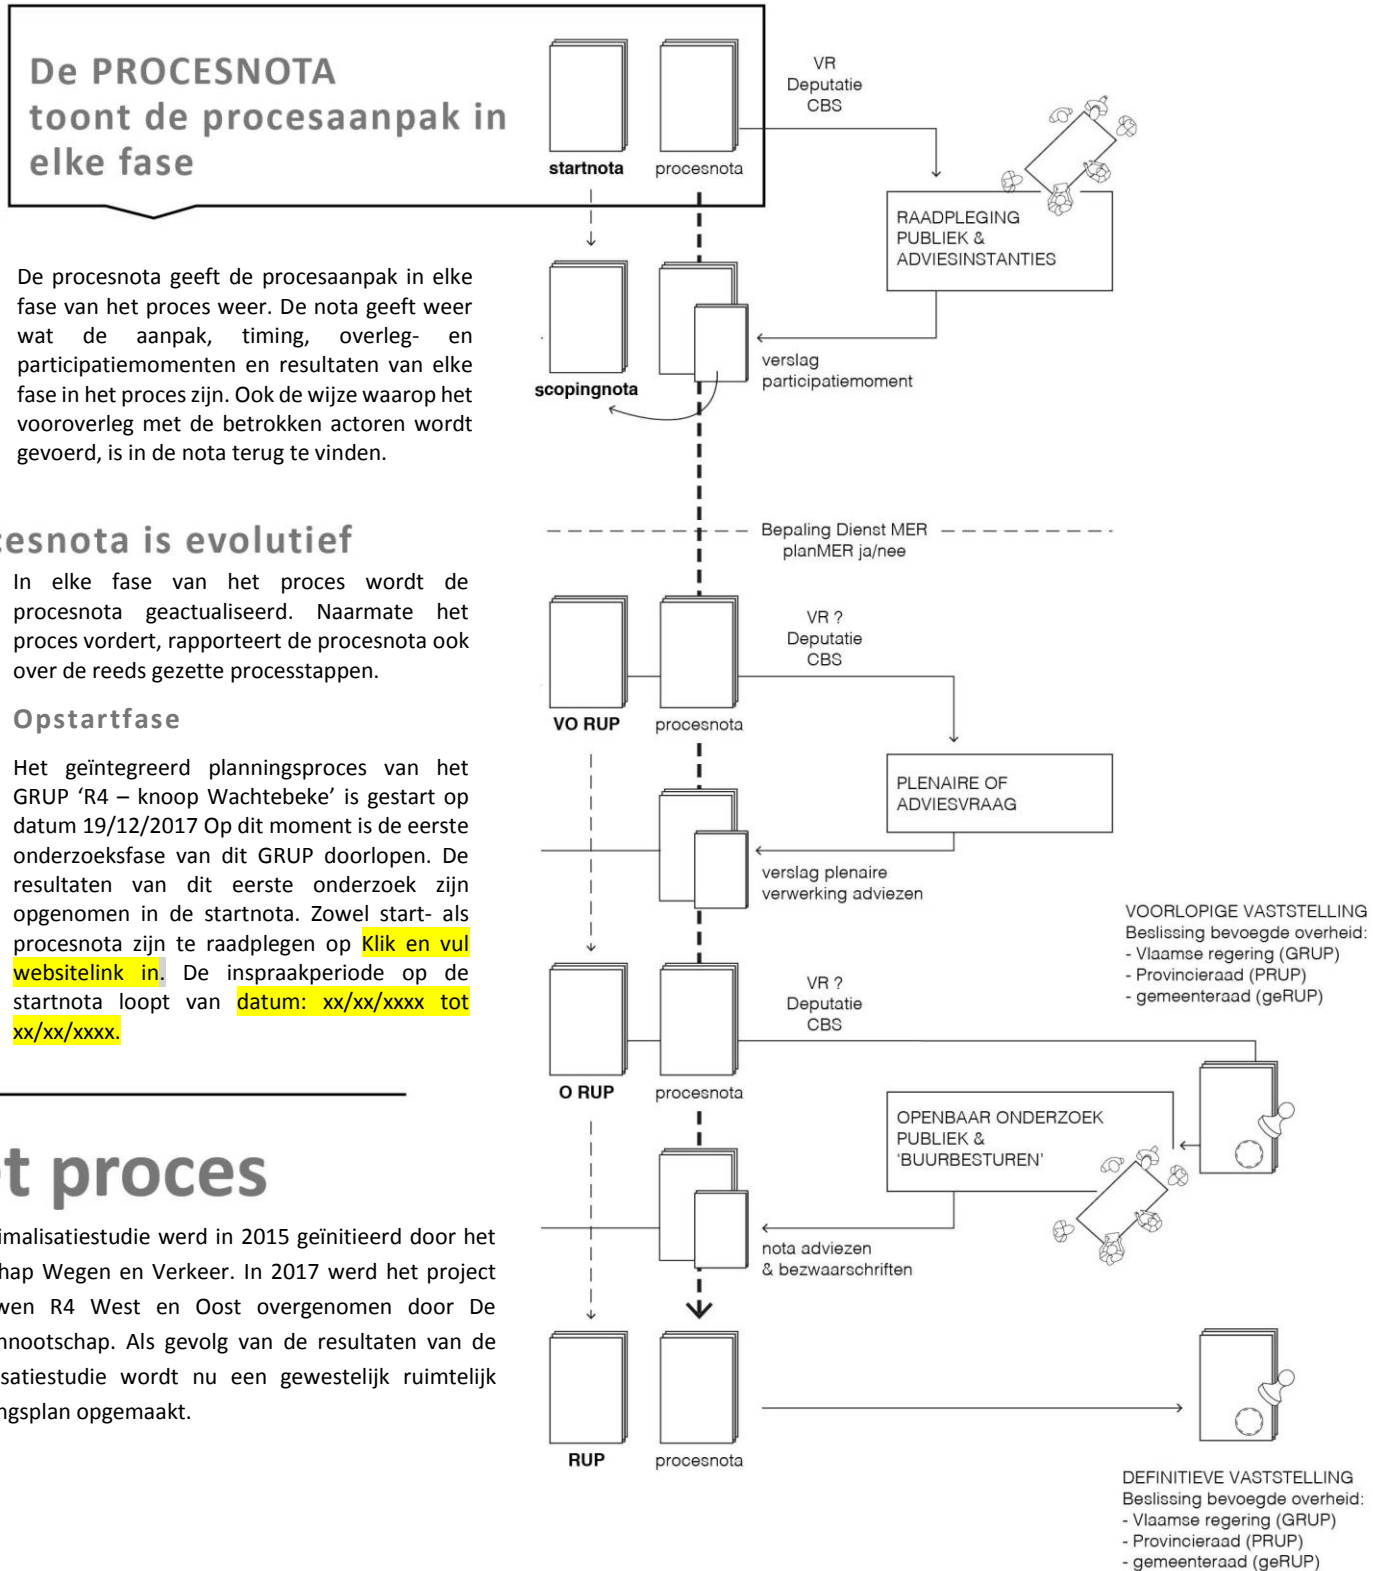 De PROCESNOTA
toont de procesaanpak in
elke fase
De procesnota geeft de procesaanpak in elke
fase van het proces weer. De nota geeft weer
wat de aanpak, timing, overleg- en
participatiemomenten en resultaten van elke
fase in het proces zijn. Ook de wijze waarop het
vooroverleg met de betrokken actoren wordt
gevoerd, is in de nota terug te vinden.
cesnota is evolutief
In elke fase van het proces wordt de
procesnota geactualiseerd. Naarmate het
proces vordert, rapporteert de procesnota ook
over de reeds gezette processtappen.
Opstartfase
Het geïntegreerd planningsproces van het
GRUP ‘R4 – knoop Wachtebeke’ is gestart op
datum 19/12/2017 Op dit moment is de eerste
onderzoeksfase van dit GRUP doorlopen. De
resultaten van dit eerste onderzoek zijn
opgenomen in de startnota. Zowel start- als
procesnota zijn te raadplegen op Klik en vul
websitelink in. De inspraakperiode op de
startnota loopt van datum: xx/xx/xxxx tot
xx/xx/xxxx.
et proces
imalisatiestudie werd in 2015 geïnitieerd door het
hap Wegen en Verkeer. In 2017 werd het project
wen R4 West en Oost overgenomen door De
nnootschap. Als gevolg van de resultaten van de
isatiestudie wordt nu een gewestelijk ruimtelijk
ngsplan opgemaakt.
startnota
procesnota
VR
Deputatie
CBS
RAADPLEGING
PUBLIEK &
ADVIESINSTANTIES
verslag
participatiemoment
scopingnota
Bepaling Dienst MER
planMER ja/nee
VR ?
Deputatie
CBS
VO RUP
procesnota
PLENAIRE OF
ADVIESVRAAG
verslag plenaire
verwerking adviezen
VOORLOPIGE VASTSTELLING
Beslissing bevoegde overheid:
- Vlaamse regering (GRUP)
- Provincieraad (PRUP)
- gemeenteraad (geRUP)
VR ?
Deputatie
CBS
O RUP
procesnota
OPENBAAR ONDERZOEK
PUBLIEK &
‘BUURBESTUREN’
nota adviezen
& bezwaarschriften
RUP
procesnota
DEFINITIEVE VASTSTELLING
Beslissing bevoegde overheid:
- Vlaamse regering (GRUP)
- Provincieraad (PRUP)
- gemeenteraad (geRUP)